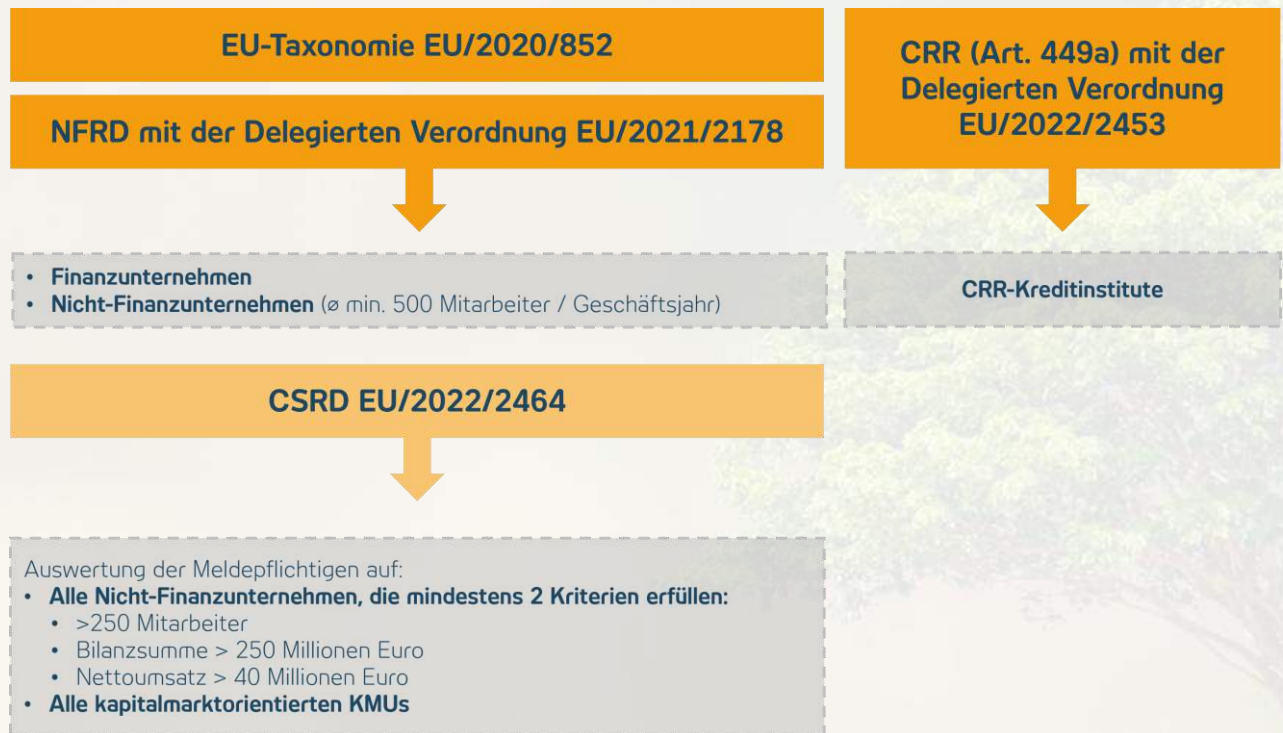 EU-Taxonomie EU/2020/852
NFRD mit der Delegierten Verordnung EU/2021/2178
CRR (Art. 449a) mit der
Delegierten Verordnung
EU/2022/2453
• Finanzunternehmen
• Nicht-Finanzunternehmen (ø min. 500 Mitarbeiter / Geschäftsjahr)
CRR-Kreditinstitute
CSRD EU/2022/2464
Auswertung der Meldepflichtigen auf:
• Alle Nicht-Finanzunternehmen, die mindestens 2 Kriterien erfüllen:
• >250 Mitarbeiter
• Bilanzsumme > 250 Millionen Euro
• Nettoumsatz > 40 Millionen Euro
• Alle kapitalmarktorientierten KMUs